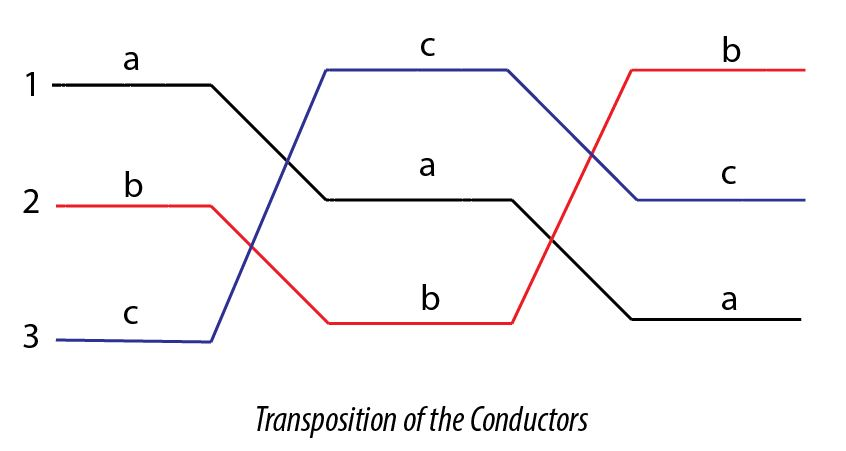 a c b
1
a
b c
2
b a
c
3
Transposition of the Conductors